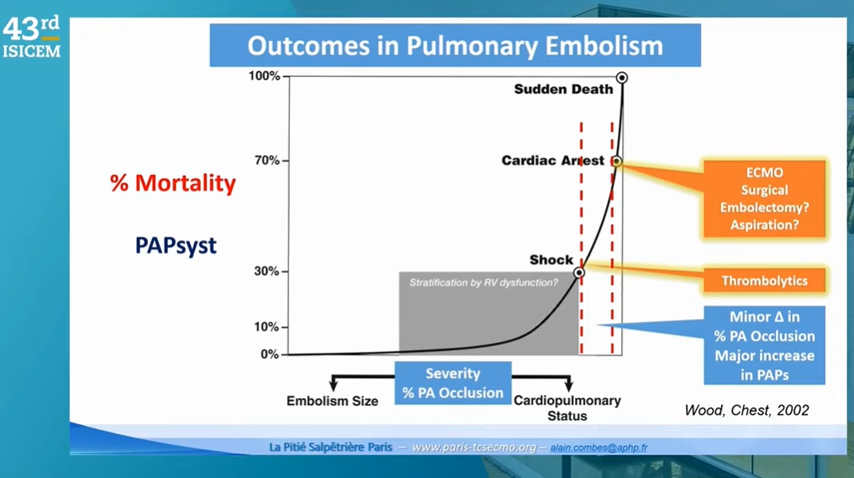 43rd
ISICEM
Outcomes in Pulmonary Embolism
100%
70%
30%
10%
0%
% Mortality
PAPsyst
Sudden Death
Cardiac Arrest
Shock
Stratification by RV dysfunction?
ECMO
Surgical
Embolectomy?
Aspiration?
Thrombolytics
Minor Δ in
% PA Occlusion
Major increase
in PAPs
Severity
% PA Occlusion
Embolism Size
Cardiopulmonary
Status
Wood, Chest, 2002
La Pitié Salpêtrière Paris – www.paris-tcsecmo.org – alain.combes@aphp.fr